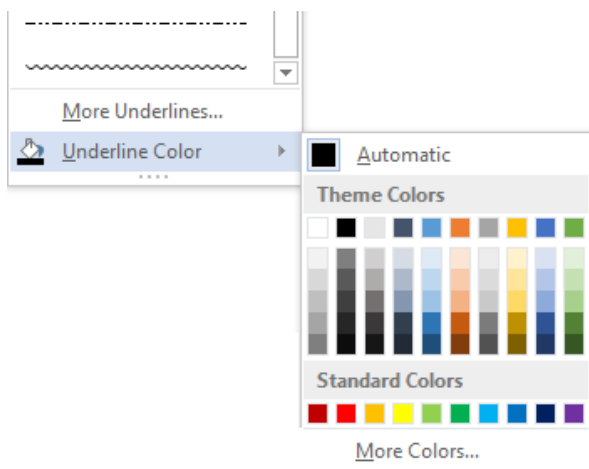 More Underlines...
Underline Color
Automatic
Theme Colors
Standard Colors
More Colors...